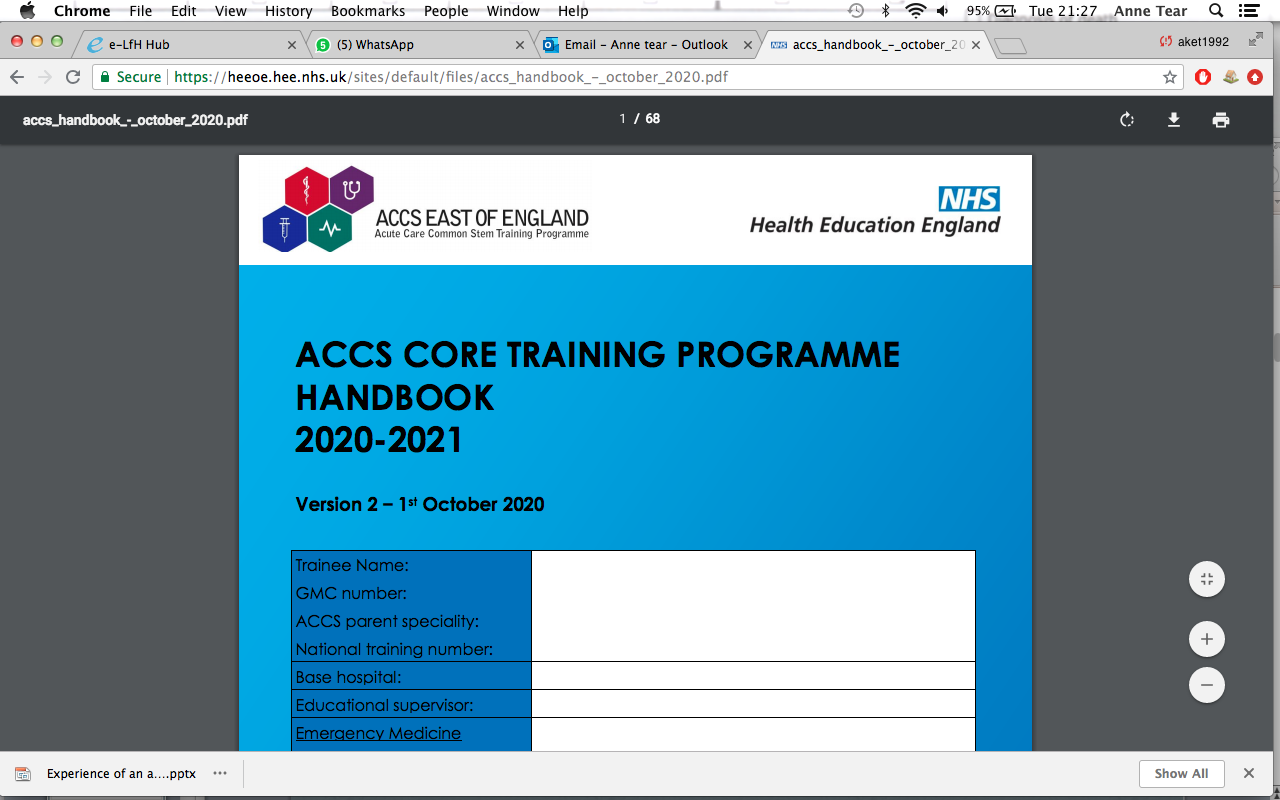 Chrome File Edit View History Bookmarks People Window Help 95% Tue 21:27 Anne Tear
e-LfH Hub (5) WhatsApp Email – Anne tear – Outlook accs_handbook_-_october_20 aket1992
Secure https://heeoe.hee.nhs.uk/sites/default/files/accs_handbook_-_october_2020.pdf
accs_handbook_-_october_2020.pdf 1 / 68
ACCS EAST OF ENGLAND
Acute Care Common Stem Training Programme
NHS
Health Education England
ACCS CORE TRAINING PROGRAMME
HANDBOOK
2020-2021
Version 2 – 1st October 2020
Trainee Name:
GMC number:
ACCS parent speciality:
National training number:
Base hospital:
Educational supervisor:
Emergency Medicine
Experience of an a....pptx Show All